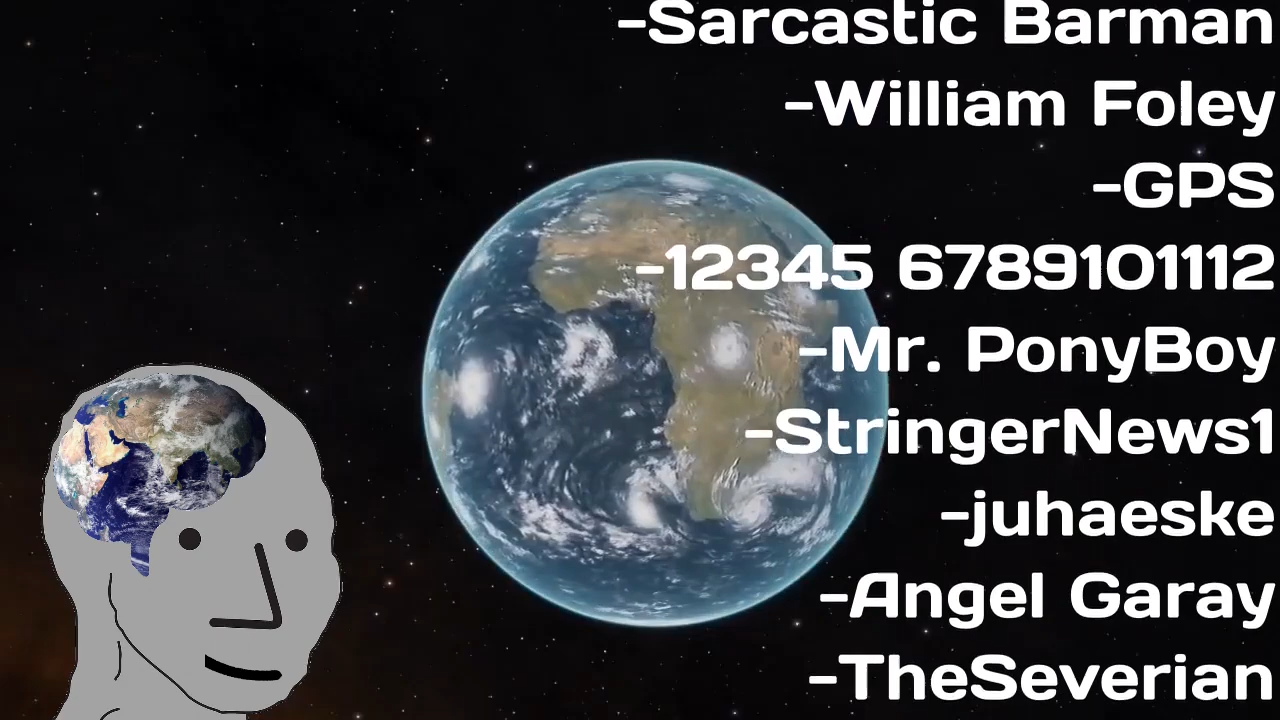 -Sarcastic Barman
-William Foley
-GPS
-12345 6789101112
-Mr. PonyBoy
-StringerNews1
-juhaeske
-Angel Garay
-TheSeverian